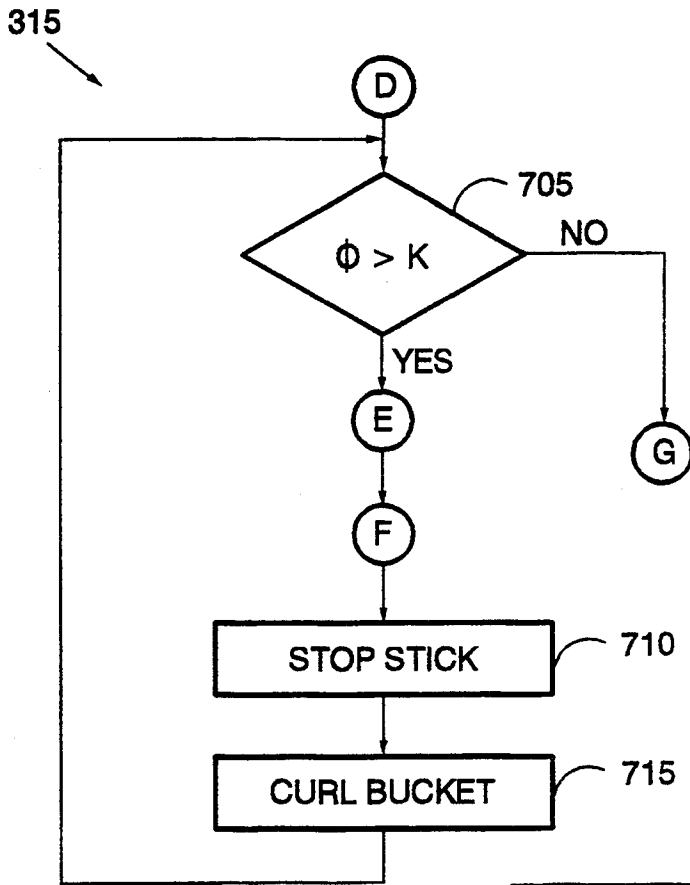 315
D
705
Φ > K
NO
YES
E
G
F
STOP STICK
710
CURL BUCKET
715